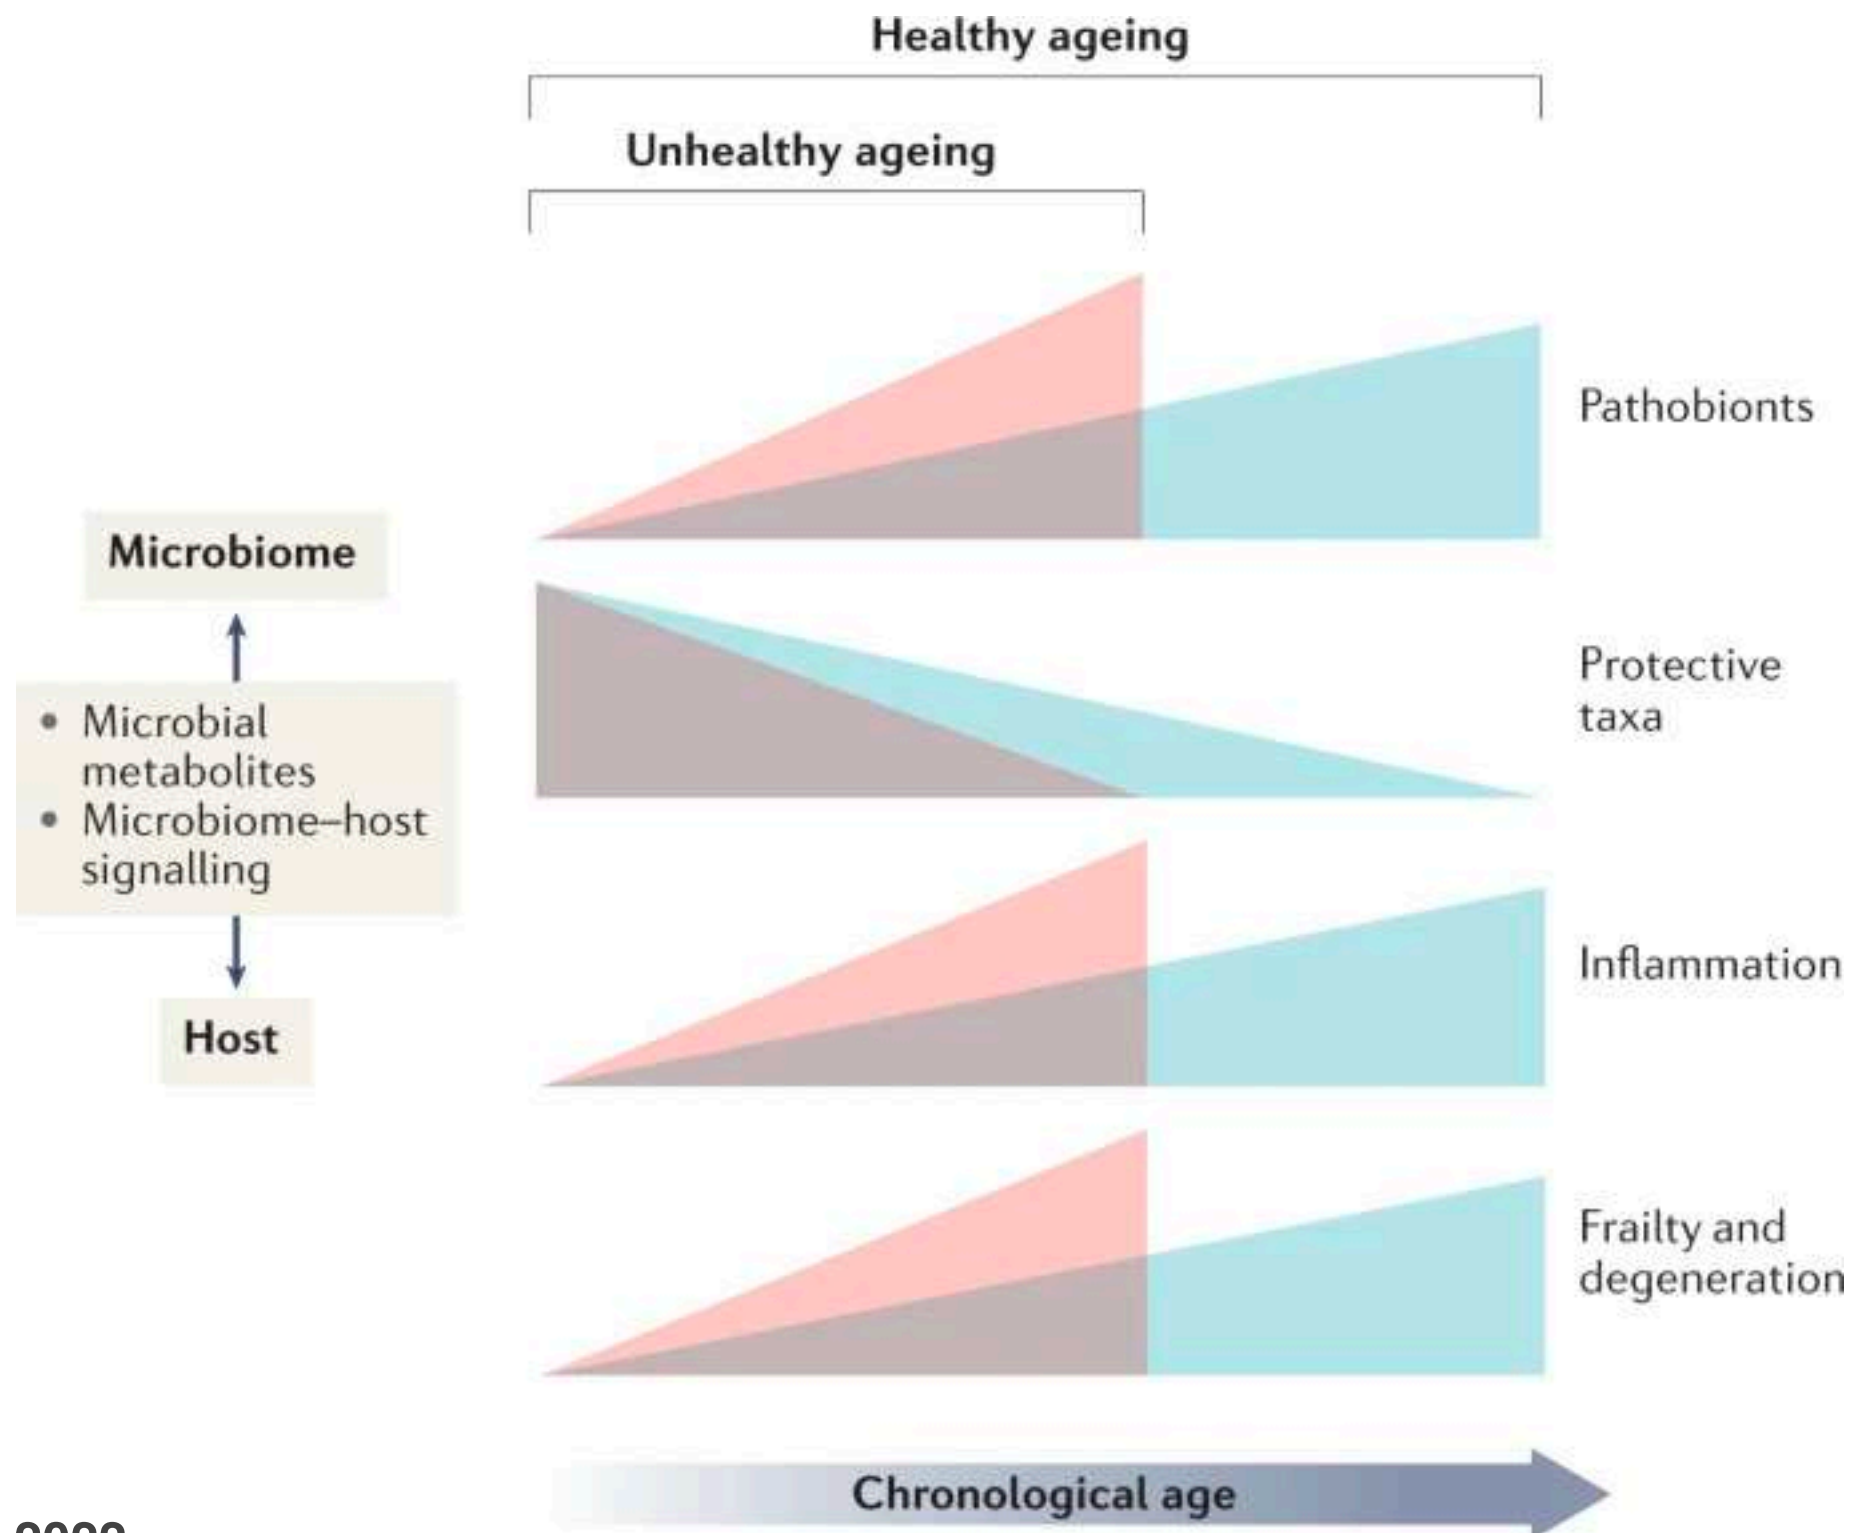 Healthy ageing
Unhealthy ageing
Pathobionts
Microbiome
Protective
taxa
• Microbial
metabolites
• Microbiome–host
signalling
Inflammation
Host
Frailty and
degeneration
Chronological age